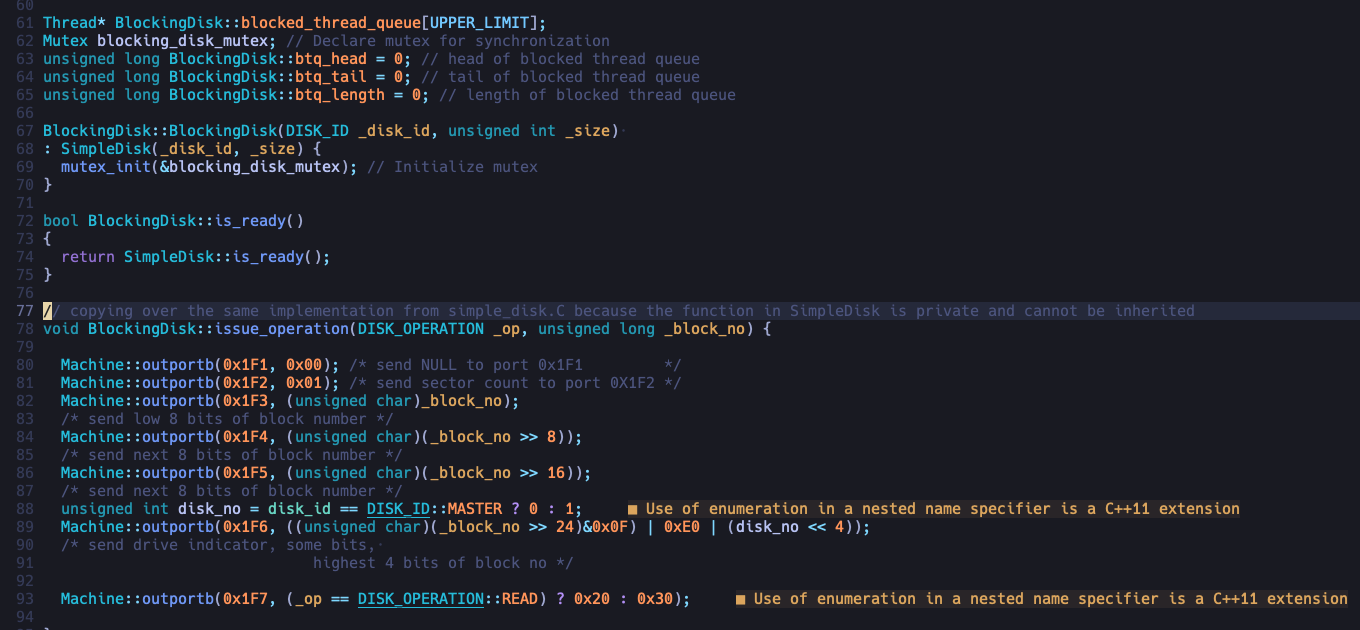 60
61 Thread* BlockingDisk::blocked_thread_queue[UPPER_LIMIT];
62 Mutex blocking_disk_mutex; // Declare mutex for synchronization
63 unsigned long BlockingDisk::btq_head = 0; // head of blocked thread queue
64 unsigned long BlockingDisk::btq_tail = 0; // tail of blocked thread queue
65 unsigned long BlockingDisk::btq_length = 0; // length of blocked thread queue
66
67 BlockingDisk::BlockingDisk(DISK_ID _disk_id, unsigned int _size)
68 : SimpleDisk(_disk_id, _size) {
69   mutex_init(&blocking_disk_mutex); // Initialize mutex
70 }
71
72 bool BlockingDisk::is_ready()
73 {
74   return SimpleDisk::is_ready();
75 }
76
77 // copying over the same implementation from simple_disk.C because the function in SimpleDisk is private and cannot be inherited
78 void BlockingDisk::issue_operation(DISK_OPERATION _op, unsigned long _block_no) {
79
80   Machine::outportb(0x1F1, 0x00); /* send NULL to port 0x1F1         */
81   Machine::outportb(0x1F2, 0x01); /* send sector count to port 0X1F2 */
82   Machine::outportb(0x1F3, (unsigned char)_block_no);
83   /* send low 8 bits of block number */
84   Machine::outportb(0x1F4, (unsigned char)(_block_no >> 8));
85   /* send next 8 bits of block number */
86   Machine::outportb(0x1F5, (unsigned char)(_block_no >> 16));
87   /* send next 8 bits of block number */
88   unsigned int disk_no = disk_id == DISK_ID::MASTER ? 0 : 1;     ■ Use of enumeration in a nested name specifier is a C++11 extension
89   Machine::outportb(0x1F6, ((unsigned char)(_block_no >> 24)&0x0F) | 0xE0 | (disk_no << 4));
90   /* send drive indicator, some bits,
91                               highest 4 bits of block no */
92
93   Machine::outportb(0x1F7, (_op == DISK_OPERATION::READ) ? 0x20 : 0x30);     ■ Use of enumeration in a nested name specifier is a C++11 extension
94